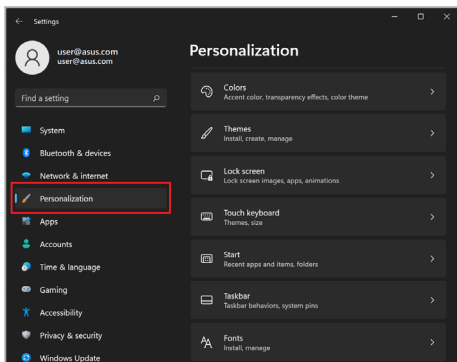 Settings
user@asus.com
user@asus.com
Find a setting
System
Bluetooth & devices
Network & internet
Personalization
Apps
Accounts
Time & language
Gaming
Accessibility
Privacy & security
Windows Update
Personalization
Colors
Accent color, transparency effects, color theme
Themes
Install, create, manage
Lock screen
Lock screen images, apps, animations
Touch keyboard
Themes, size
Start
Recent apps and items, folders
Taskbar
Taskbar behaviors, system pins
Fonts
Install, manage